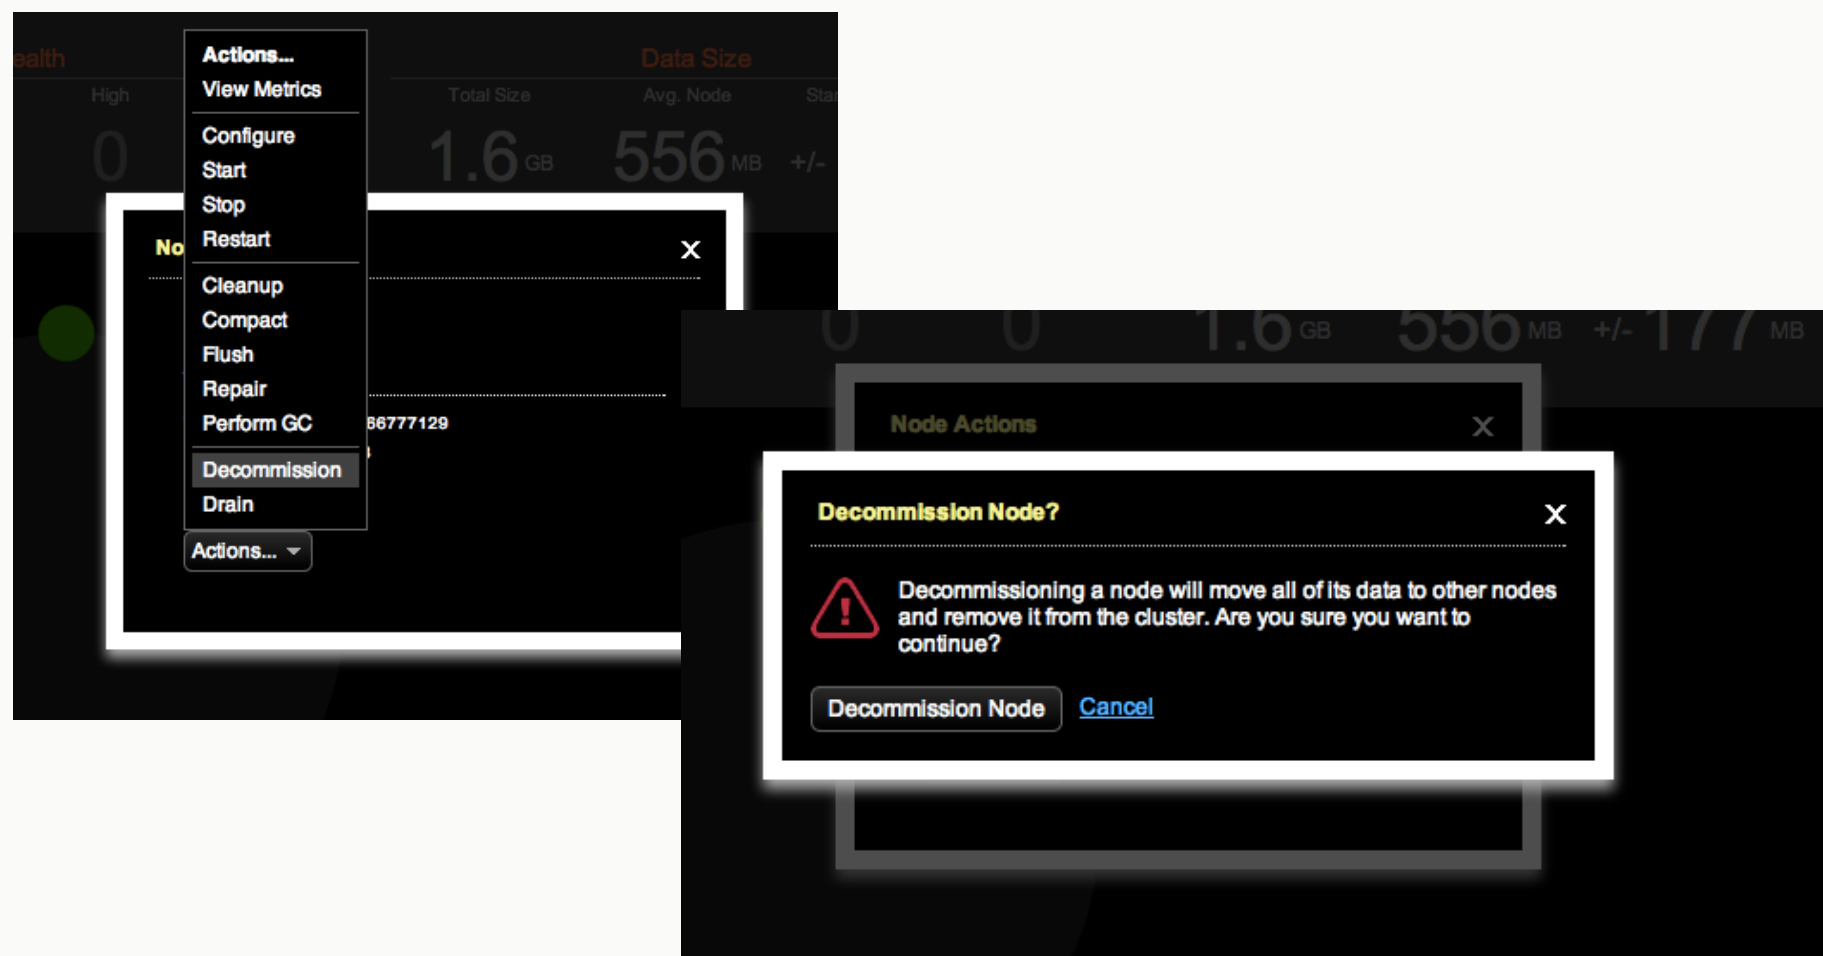 ealth
Data Size
High
Total Size
Avg. Node
0
1.6 GB
556 MB
+/-
Actions...
View Metrics
Configure
Start
Stop
Restart
No
X
Cleanup
Compact
Flush
Repair
Perform GC
66777129
Decommission
Drain
Actions...
0
0
1.6 GB
556 MB
+/- 177 MB
Node Actions
X
Decommission Node?
X
Decommissioning a node will move all of its data to other nodes
and remove it from the cluster. Are you sure you want to
continue?
Decommission Node
Cancel